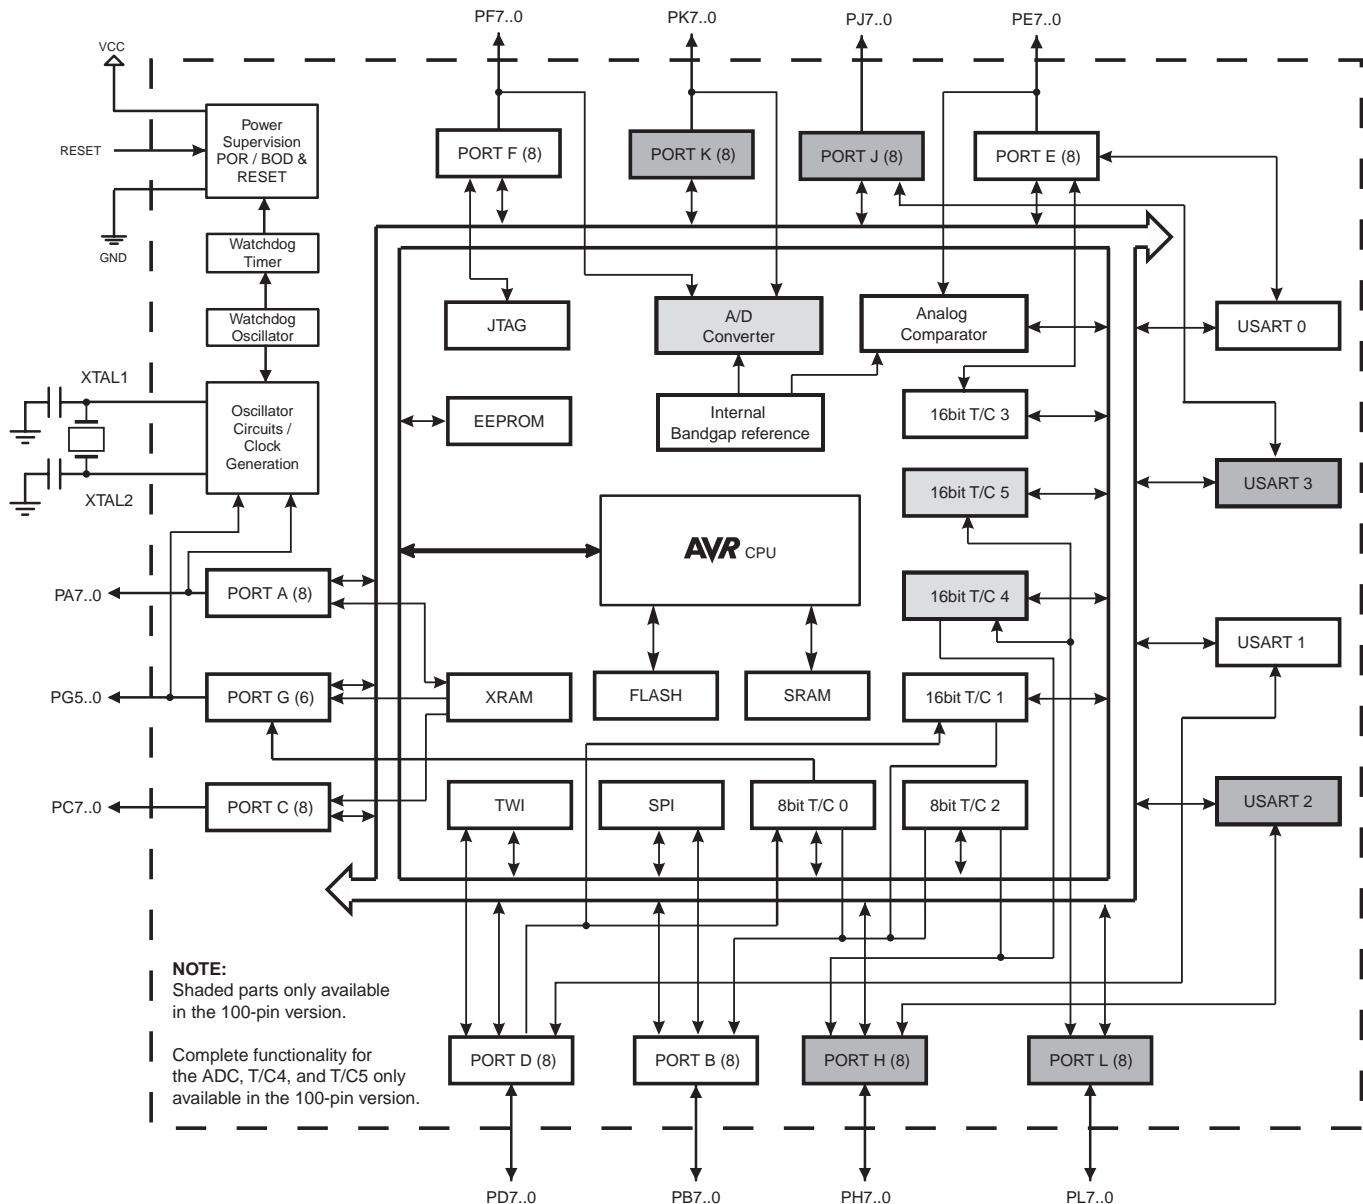 PF7..0
PK7..0
PJ7..0
PE7..0
VCC
RESET
GND
Power
Supervision
POR / BOD &
RESET
PORT F (8)
PORT K (8)
PORT J (8)
PORT E (8)
Watchdog
Timer
Watchdog
Oscillator
XTAL1
XTAL2
Oscillator
Circuits /
Clock
Generation
JTAG
A/D
Converter
Analog
Comparator
USART 0
EEPROM
Internal
Bandgap reference
16bit T/C 3
16bit T/C 5
USART 3
AVR CPU
PA7..0
PORT A (8)
16bit T/C 4
USART 1
PG5..0
PORT G (6)
XRAM
FLASH
SRAM
16bit T/C 1
PC7..0
PORT C (8)
TWI
SPI
8bit T/C 0
8bit T/C 2
USART 2
NOTE:
Shaded parts only available
in the 100-pin version.
Complete functionality for
the ADC, T/C4, and T/C5 only
available in the 100-pin version.
PORT D (8)
PORT B (8)
PORT H (8)
PORT L (8)
PD7..0
PB7..0
PH7..0
PL7..0